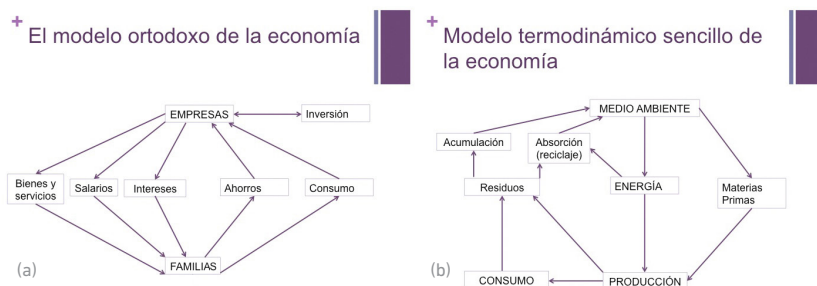 + El modelo ortodoxo de la economía
EMPRESAS
Inversión
Bienes y
servicios
Salarios
Intereses
Ahorros
Consumo
FAMILIAS
(a)
+ Modelo termodinámico sencillo de
la economía
MEDIO AMBIENTE
Acumulación
Absorción
(reciclaje)
Residuos
ENERGÍA
Materias
Primas
CONSUMO
PRODUCCIÓN
(b)